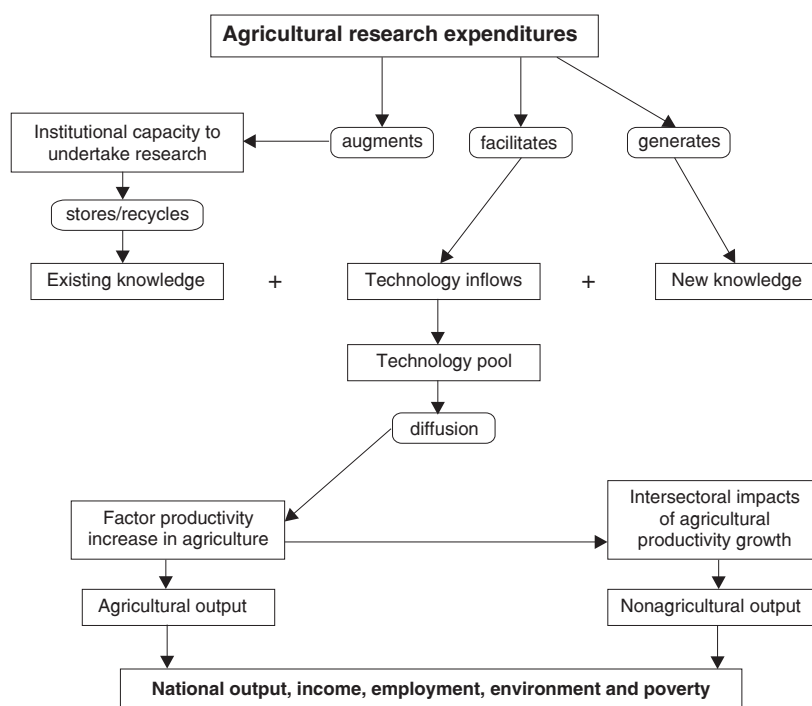 Agricultural research expenditures
Institutional capacity to
undertake research
augments
facilitates
generates
stores/recycles
Existing knowledge
+
Technology inflows
+
New knowledge
Technology pool
diffusion
Factor productivity
increase in agriculture
Intersectoral impacts
of agricultural
productivity growth
Agricultural output
Nonagricultural output
National output, income, employment, environment and poverty